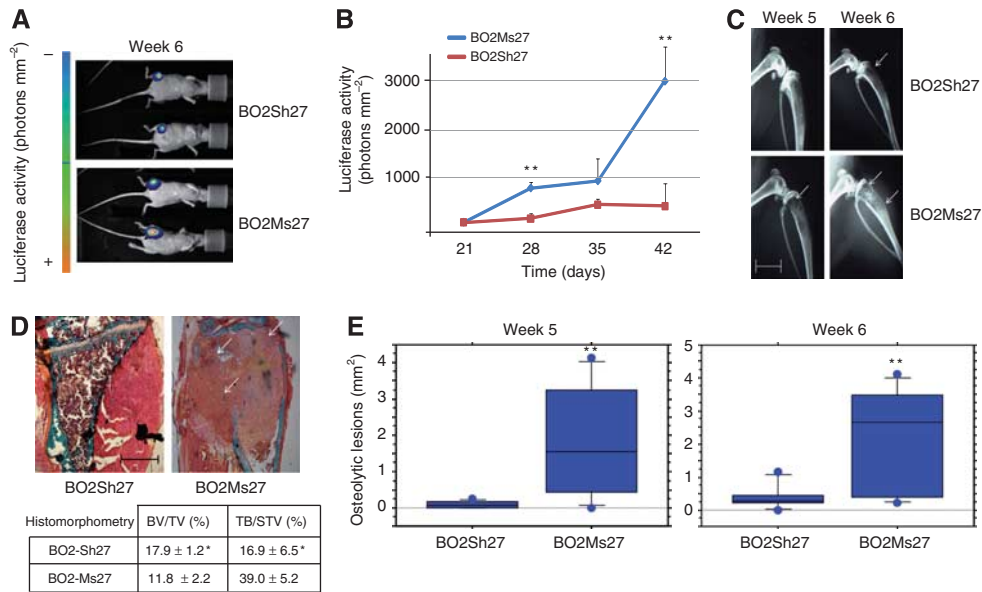 A
Week 6
Luciferase activity (photons mm−2)
−
+
BO2Sh27
BO2Ms27
B
BO2Ms27
BO2Sh27
Luciferase activity
(photons mm−2)
3000
2000
1000
**
**
21 28 35 42
Time (days)
C
Week 5 Week 6
BO2Sh27
BO2Ms27
D
BO2Sh27 BO2Ms27
Histomorphometry BV/TV (%) TB/STV (%)
BO2-Sh27 17.9 ± 1.2* 16.9 ± 6.5*
BO2-Ms27 11.8 ± 2.2 39.0 ± 5.2
E
Week 5
Osteolytic lesions (mm2)
4
3
2
1
0
**
BO2Sh27 BO2Ms27
Week 6
5
4
3
2
1
0
**
BO2Sh27 BO2Ms27